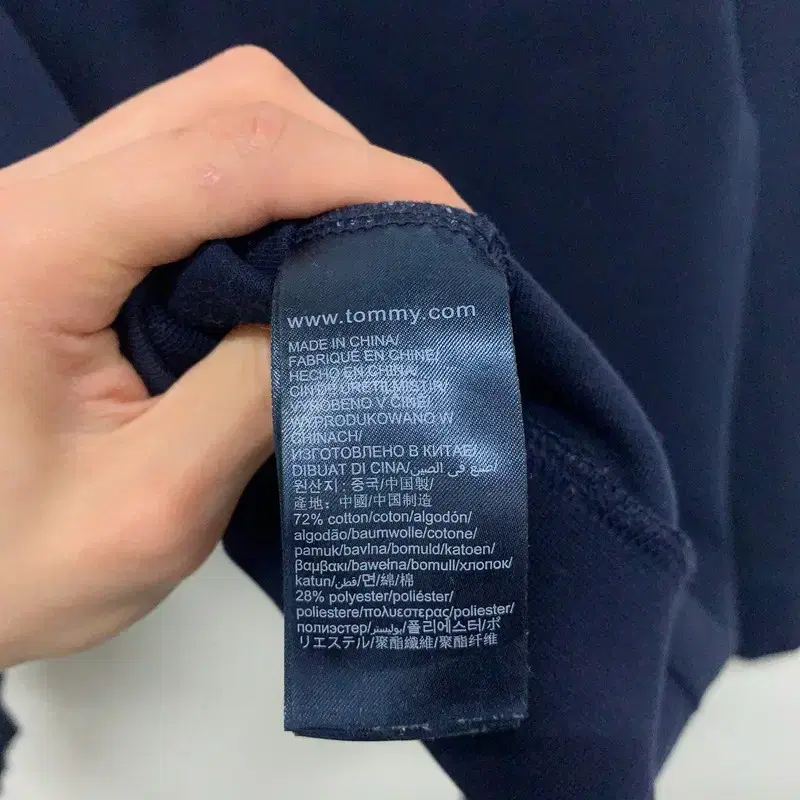 www.tommy.com
MADE IN CHINA/
FABRIQUÉ EN CHINE/
HECHO EN CHINA/
VYROBENO V ČÍNĚ/
WYPRODUKOWANO W
CHINACH/
ИЗГОТОВЛЕНО В КИТАЕ/
DIBUAT DI CINA/صنع في الصين/
원산지 : 중국/中国製/
產地: 中國/中国制造
72% cotton/coton/algodón/
algodão/baumwolle/cotone/
pamuk/bavlna/bomuld/katoen/
βαμβακι/bawełna/bomull/хлопок/
katun/قطن/면/綿/棉
28% polyester/poliéster/
poliestere/πολυεστερας/poliester/
полиэстер/بوليستر/폴리에스터/ポ
リエステル/聚酯纖維/聚酯纤维